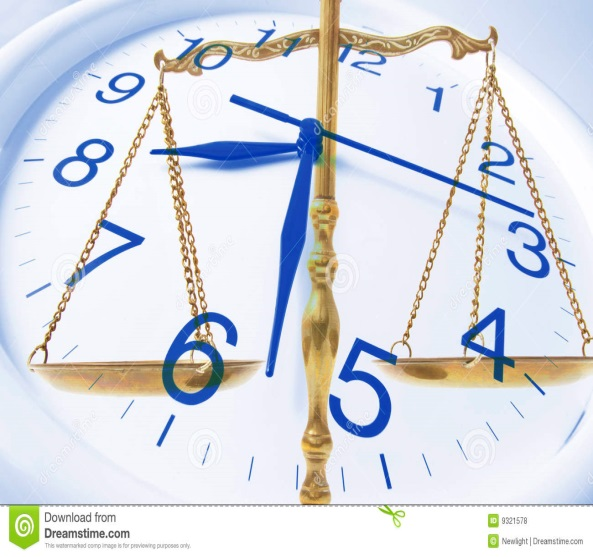 10 11 12
9 1
8 2
7 3
6 5 4
Download from
Dreamstime.com
This watermarked comp image is for previewing purposes only.
9321578
© Newlight | Dreamstime.com